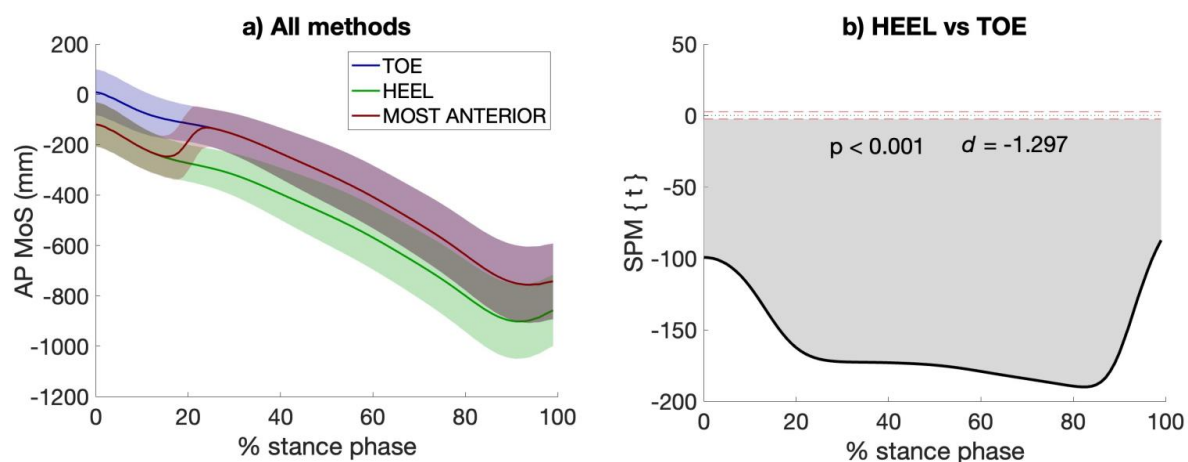 a) All methods
200
0
-200
-400
-600
-800
-1000
-1200
AP MoS (mm)
TOE
HEEL
MOST ANTERIOR
0 20 40 60 80 100
% stance phase
b) HEEL vs TOE
50
0
-50
-100
-150
-200
SPM { t }
p < 0.001 d = -1.297
0 20 40 60 80 100
% stance phase